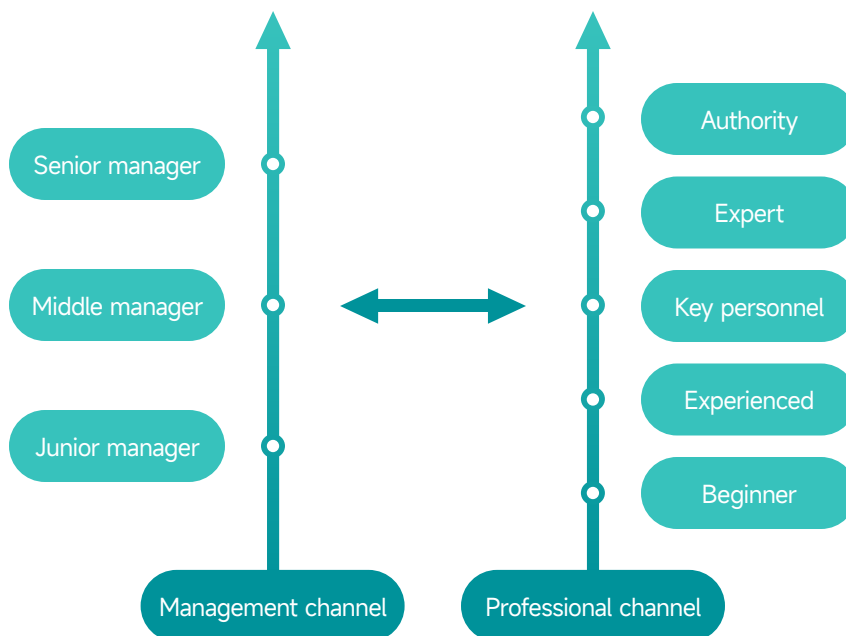 Senior manager
Middle manager
Junior manager
Management channel
Authority
Expert
Key personnel
Experienced
Beginner
Professional channel